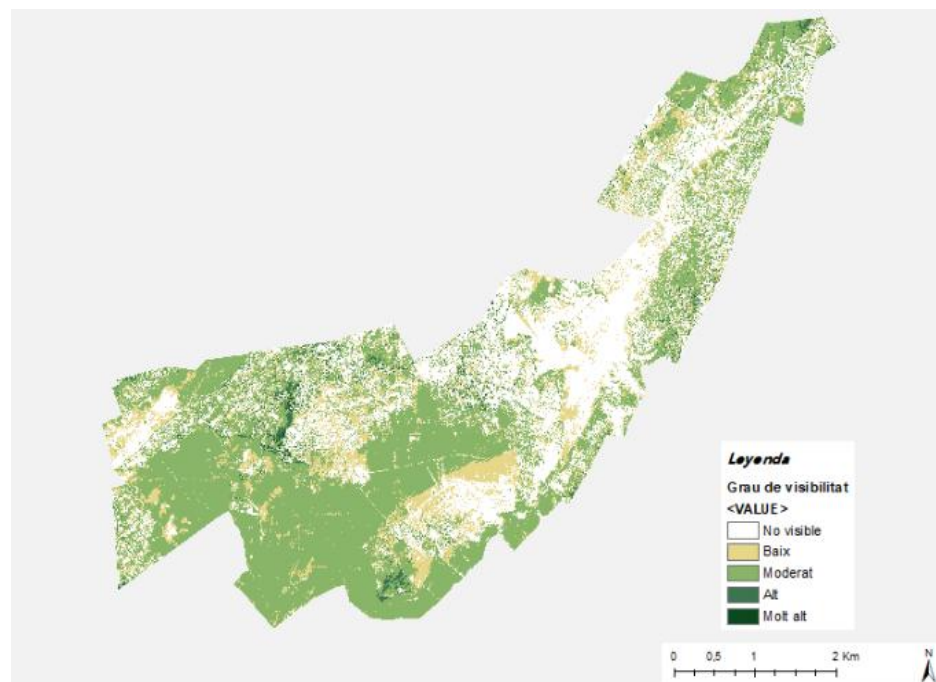 Leyenda
Grau de visibilitat
<VALUE>
No visible
Baix
Moderat
Alt
Molt alt
0 0,5 1 2 Km
N